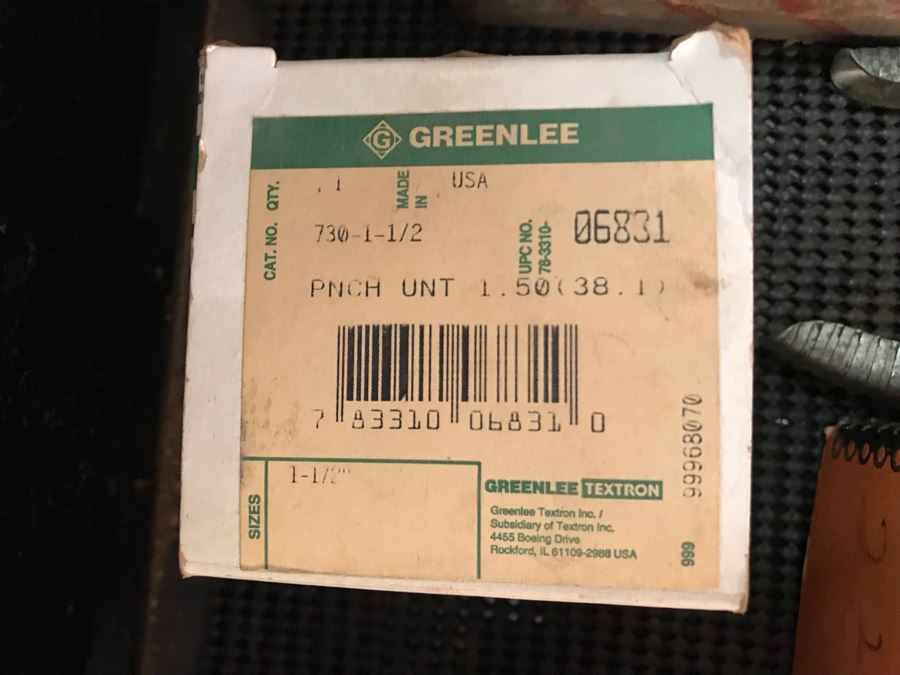 G GREENLEE
QTY. 1 MADE IN USA
CAT. NO. 730-1-1/2 UPC NO. 78-3310- 06831
PNCH UNT 1.50(38.1)
7 83310 06831 0
SIZES 1-1/2"
GREENLEE TEXTRON
Greenlee Textron Inc. /
Subsidiary of Textron Inc.
4455 Boeing Drive
Rockford, IL 61109-2988 USA
999 99968070